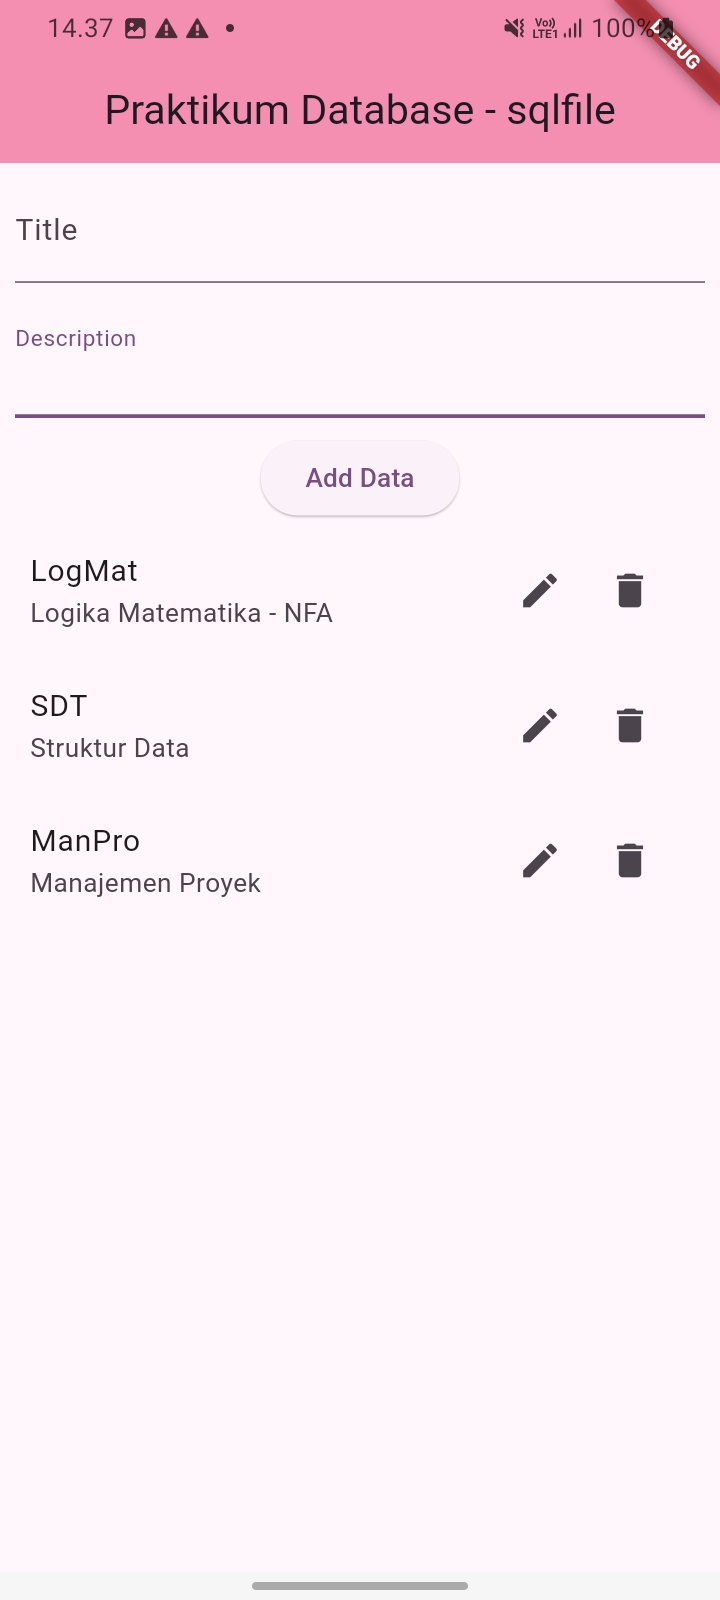 14.37
Vo))
LTE1
100%
DEBUG
Praktikum Database - sqlfile
Title
Description
Add Data
LogMat
Logika Matematika - NFA
SDT
Struktur Data
ManPro
Manajemen Proyek